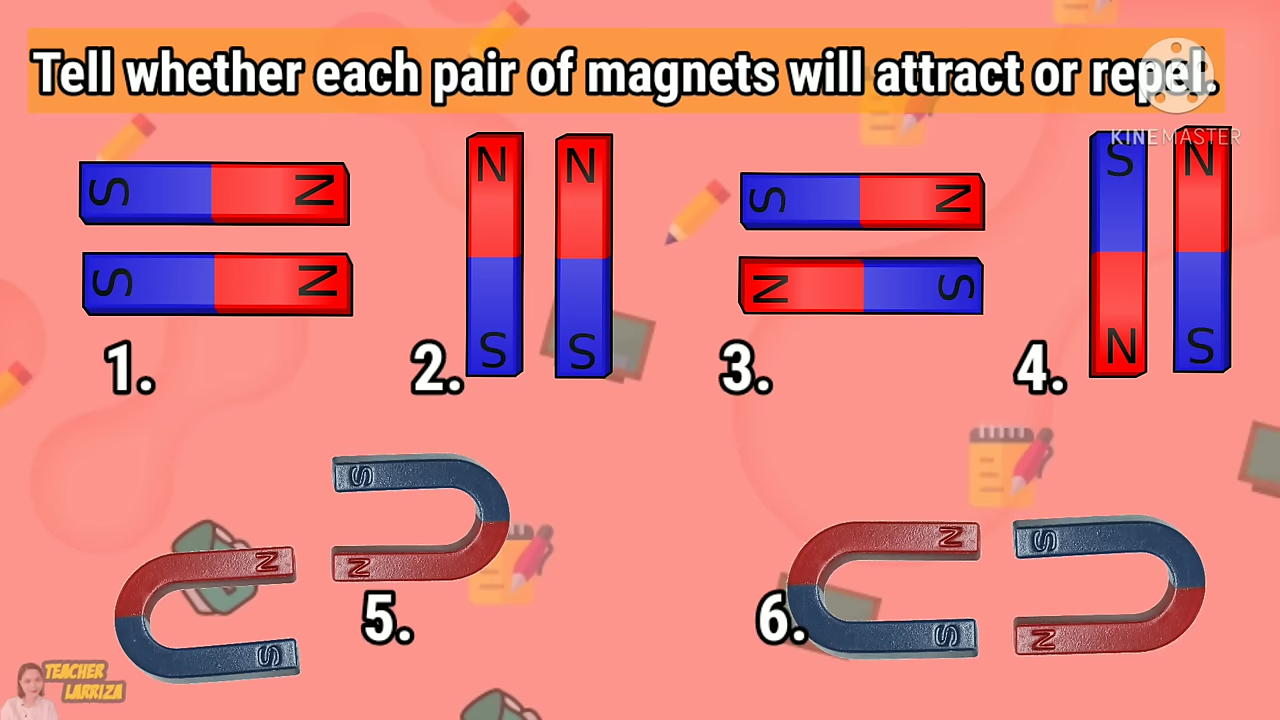 Tell whether each pair of magnets will attract or repel.
KINEMASTER
S N
S N
N N
S S
S N
N S
S N
N S
1. 2. 3. 4.
S
N N
S
5.
N S
S N
6.
TEACHER
LARRIZA